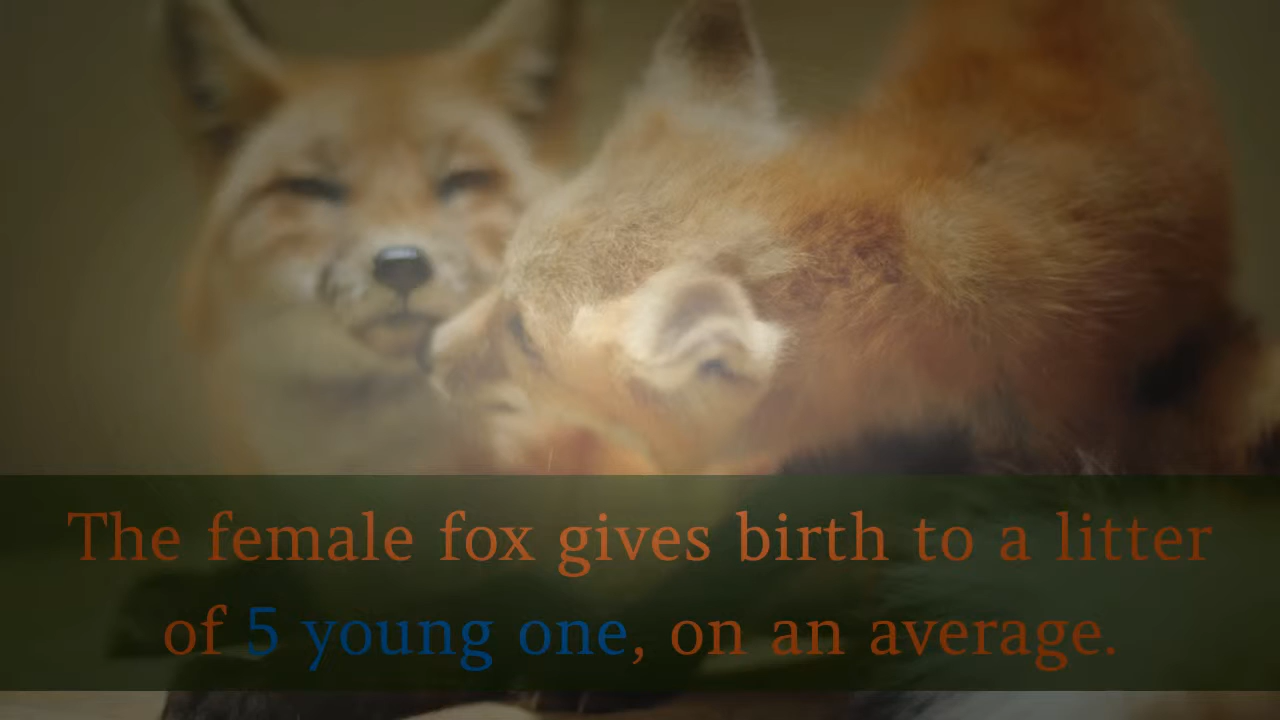 The female fox gives birth to a litter
of 5 young one, on an average.